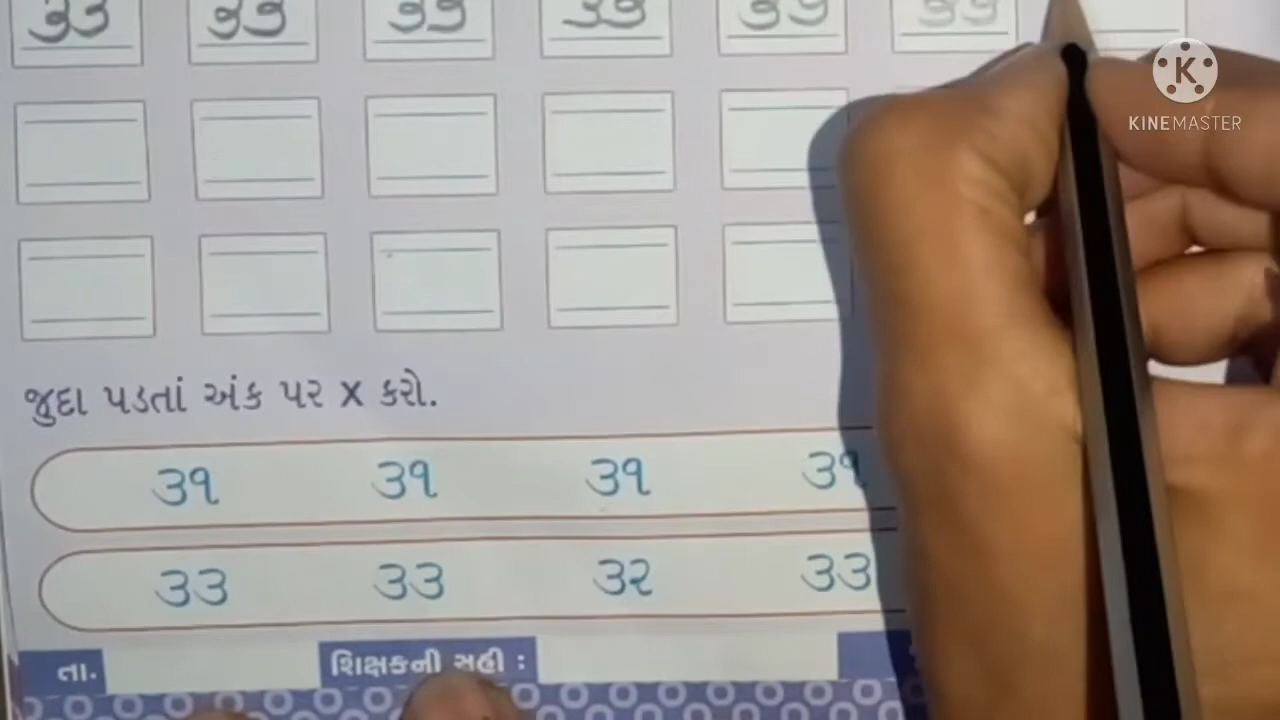 ૩૩ ૩૩ ૩૩ ૩૩ ૩૩ ૩૩
KINEMASTER
જુદા પડતાં અંક પર X કરો.
૩૧ ૩૧ ૩૧ ૩૧
૩૩ ૩૩ ૩૨ ૩૩
તા. શિક્ષકની સહી :